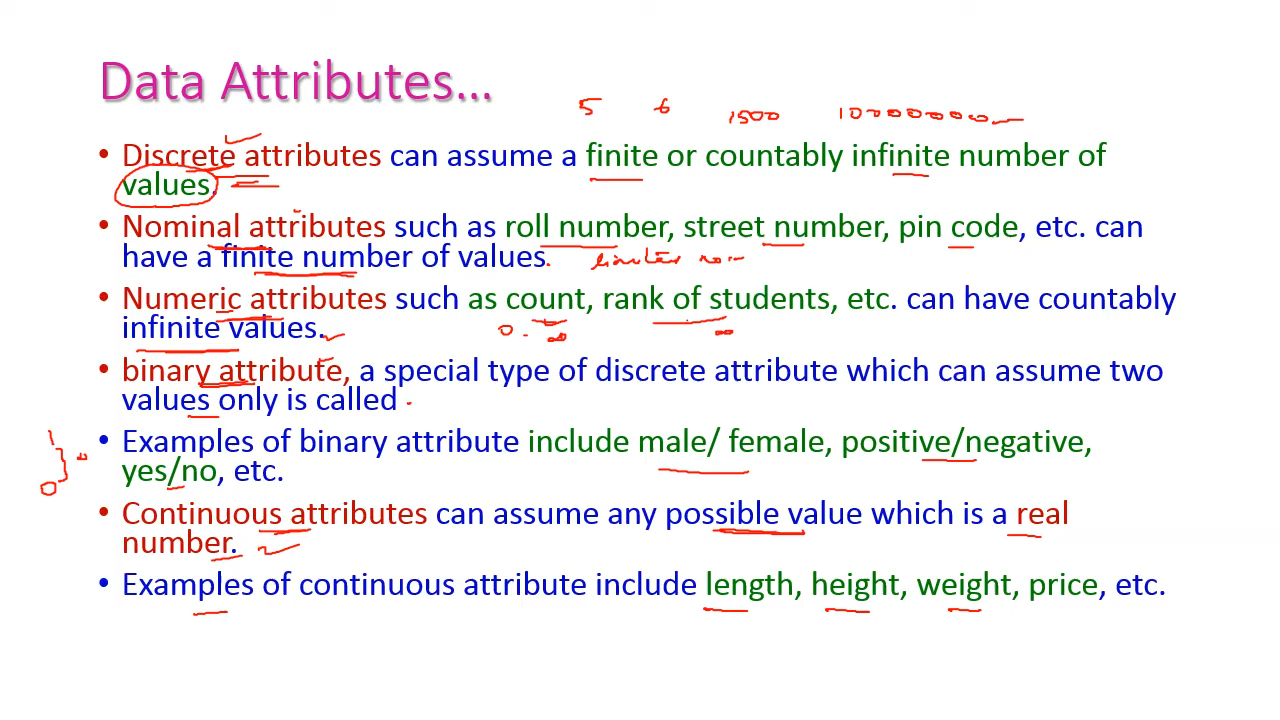 Data Attributes...
5 6 1500 1000000000
• Discrete attributes can assume a finite or countably infinite number of
values.
• Nominal attributes such as roll number, street number, pin code, etc. can
have a finite number of values.
• Numeric attributes such as count, rank of students, etc. can have countably
infinite values.
0 ∞ ∞
• binary attribute, a special type of discrete attribute which can assume two
values only is called
• Examples of binary attribute include male/ female, positive/negative,
yes/no, etc.
1
0
• Continuous attributes can assume any possible value which is a real
number.
• Examples of continuous attribute include length, height, weight, price, etc.